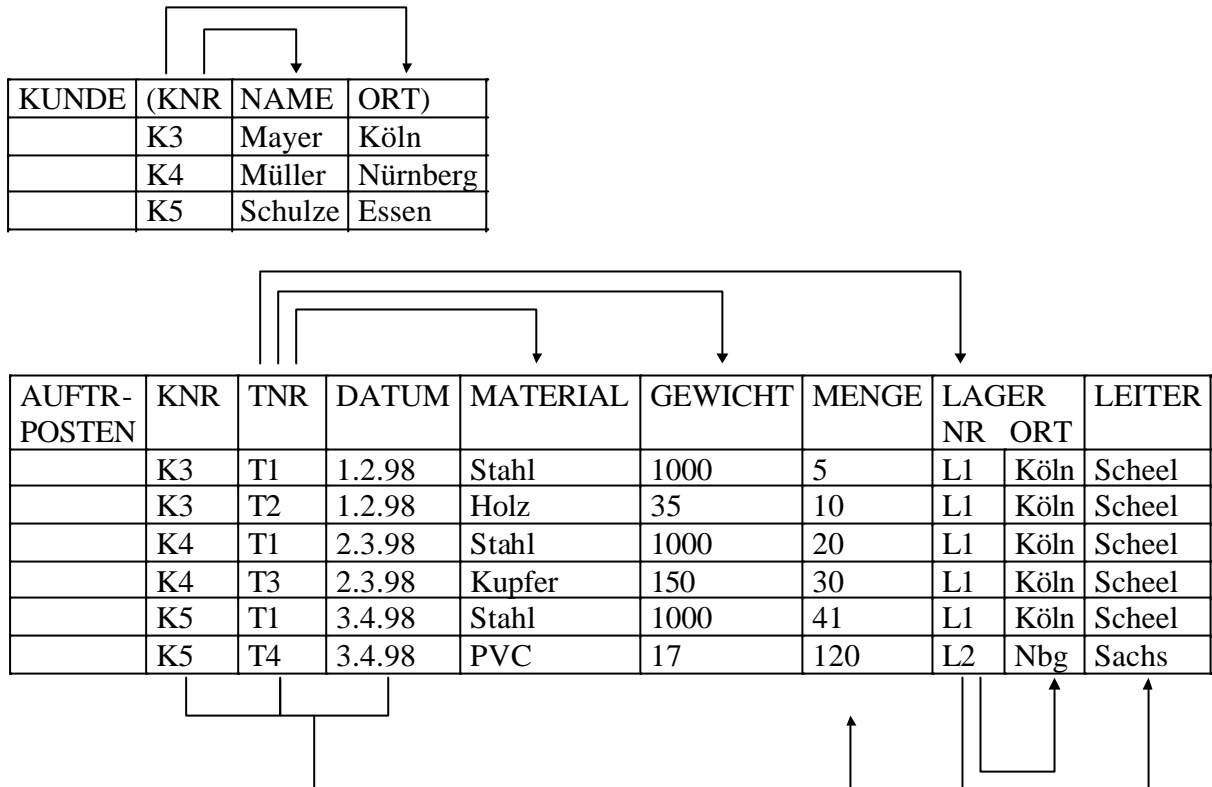 KUNDE (KNR NAME ORT)
K3 Mayer Köln
K4 Müller Nürnberg
K5 Schulze Essen
AUFTR- KNR TNR DATUM MATERIAL GEWICHT MENGE LAGER LEITER
POSTEN NR ORT
K3 T1 1.2.98 Stahl 1000 5 L1 Köln Scheel
K3 T2 1.2.98 Holz 35 10 L1 Köln Scheel
K4 T1 2.3.98 Stahl 1000 20 L1 Köln Scheel
K4 T3 2.3.98 Kupfer 150 30 L1 Köln Scheel
K5 T1 3.4.98 Stahl 1000 41 L1 Köln Scheel
K5 T4 3.4.98 PVC 17 120 L2 Nbg Sachs